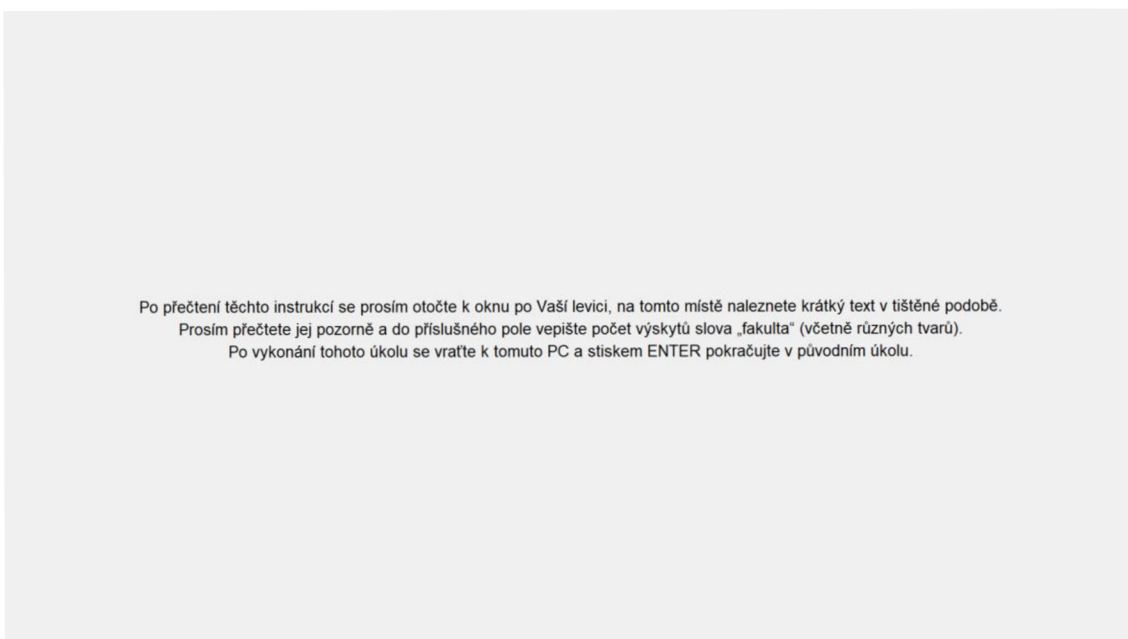 Po přečtení těchto instrukcí se prosím otočte k oknu po Vaší levici, na tomto místě naleznete krátký text v tištěné podobě.
Prosím přečtete jej pozorně a do příslušného pole vepište počet výskytů slova „fakulta“ (včetně různých tvarů).
Po vykonání tohoto úkolu se vraťte k tomuto PC a stiskem ENTER pokračujte v původním úkolu.